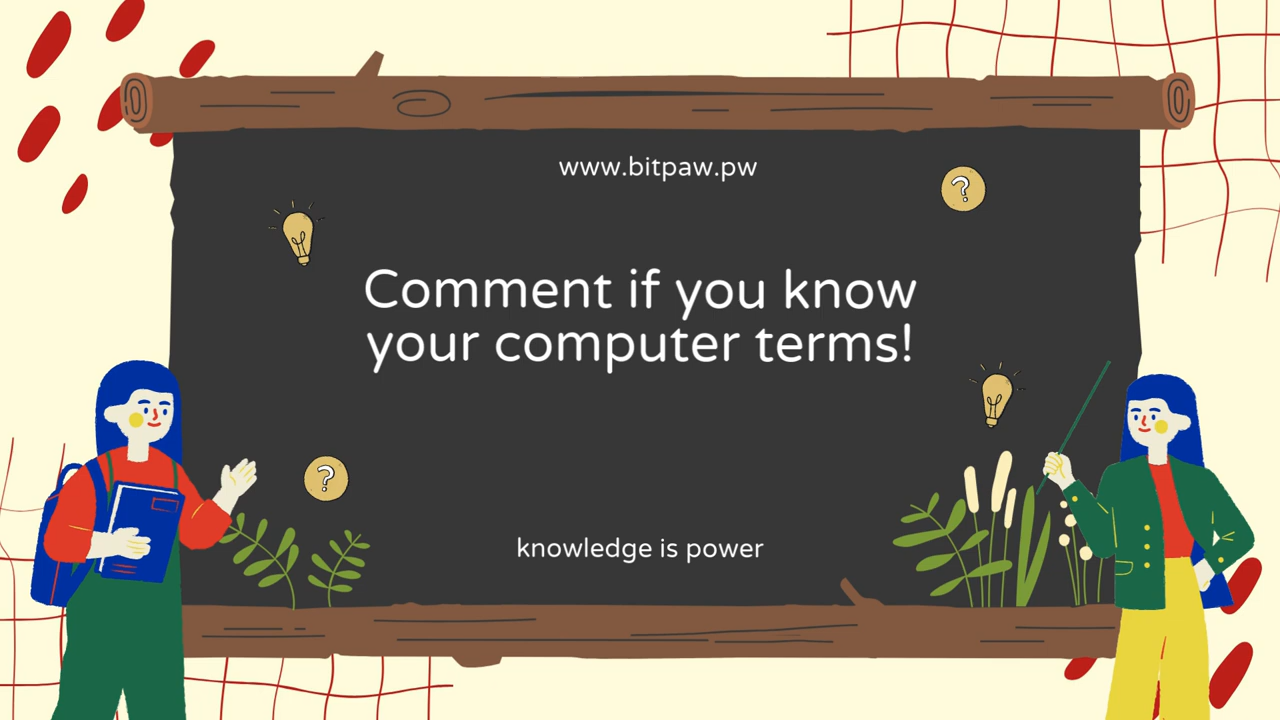 www.bitpaw.pw
?
Comment if you know
your computer terms!
?
knowledge is power